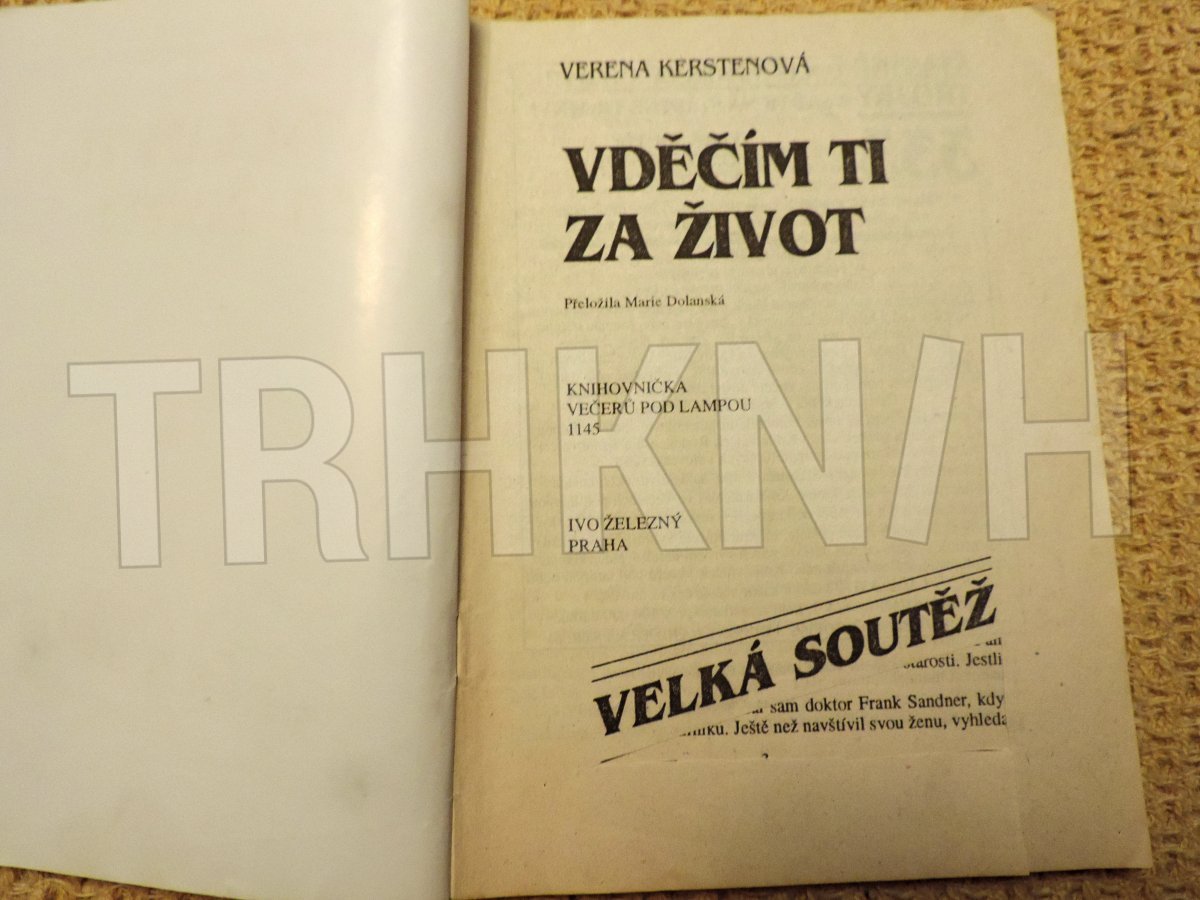 VERENA KERSTENOVÁ
VDĚČÍM TI
ZA ŽIVOT
Přeložila Marie Dolanská
KNIHOVNIČKA
VEČERŮ POD LAMPOU
1145
TRHKNIH
IVO ŽELEZNÝ
PRAHA
VELKÁ SOUTĚŽ
starosti. Jestli
sam doktor Frank Sandner, kdy
Ještě než navštívil svou ženu, vyhleda